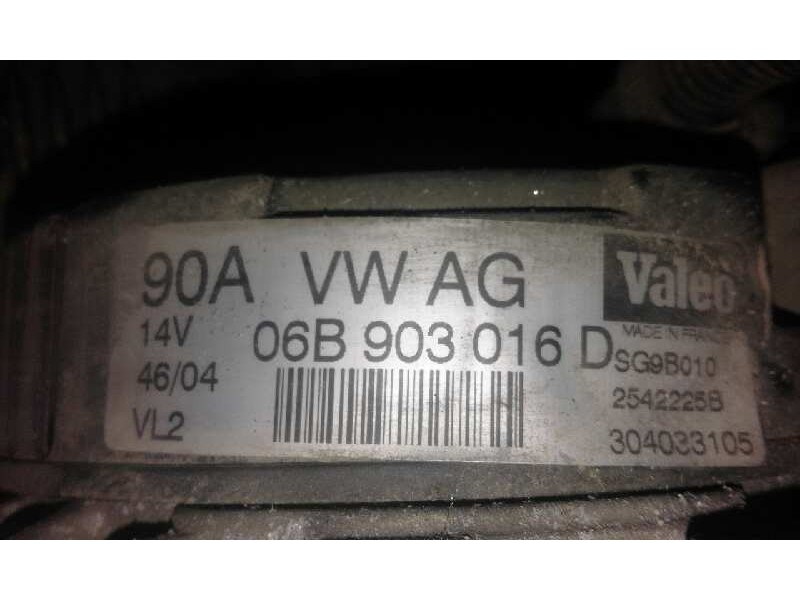 90A VW AG
Valeo
14V 06B 903 016 D
MADE IN FRANCE
46/04
SG9B010
2542225B
VL2
304033105